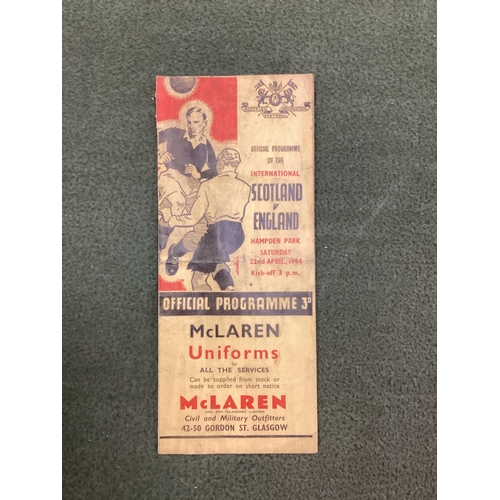 OFFICIAL PROGRAMME
OF THE
INTERNATIONAL
SCOTLAND
V
ENGLAND
HAMPDEN PARK
SATURDAY
22nd APRIL, 1944
Kick-off 3 p.m.
OFFICIAL PROGRAMME 3D
McLAREN
Uniforms
for
ALL THE SERVICES
Can be supplied from stock or
made to order on short notice
McLAREN
Civil and Military Outfitters
42-50 GORDON ST. GLASGOW